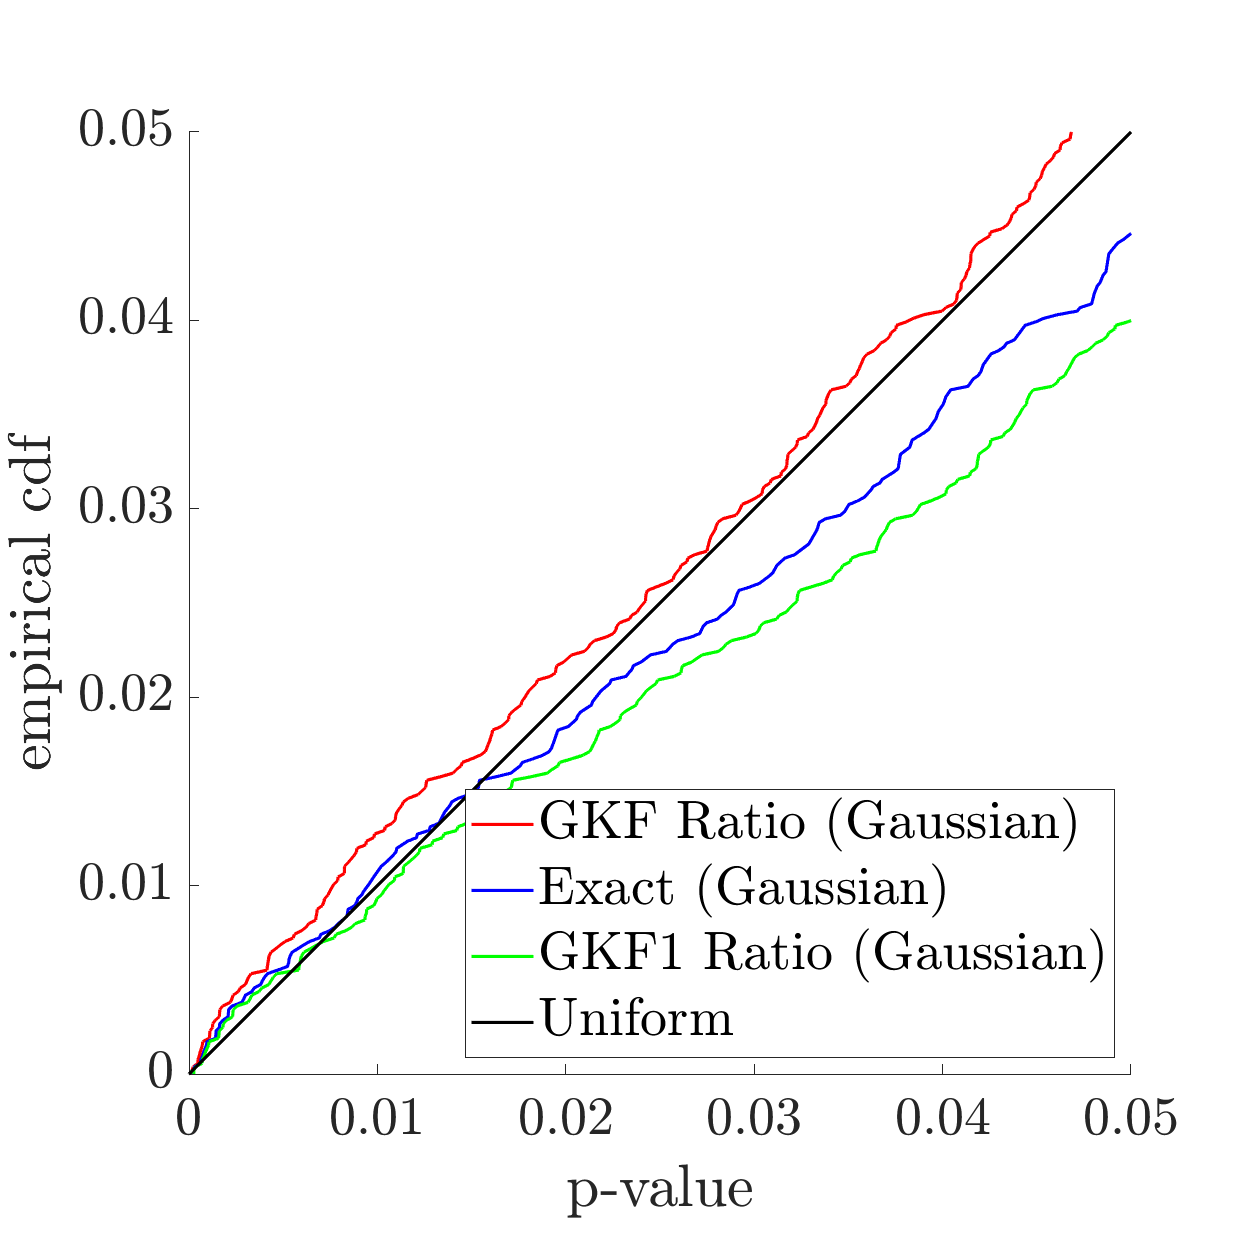 0.05
0.04
0.03
0.02
0.01
0
empirical cdf
GKF Ratio (Gaussian)
Exact (Gaussian)
GKF1 Ratio (Gaussian)
Uniform
0 0.01 0.02 0.03 0.04 0.05
p-value